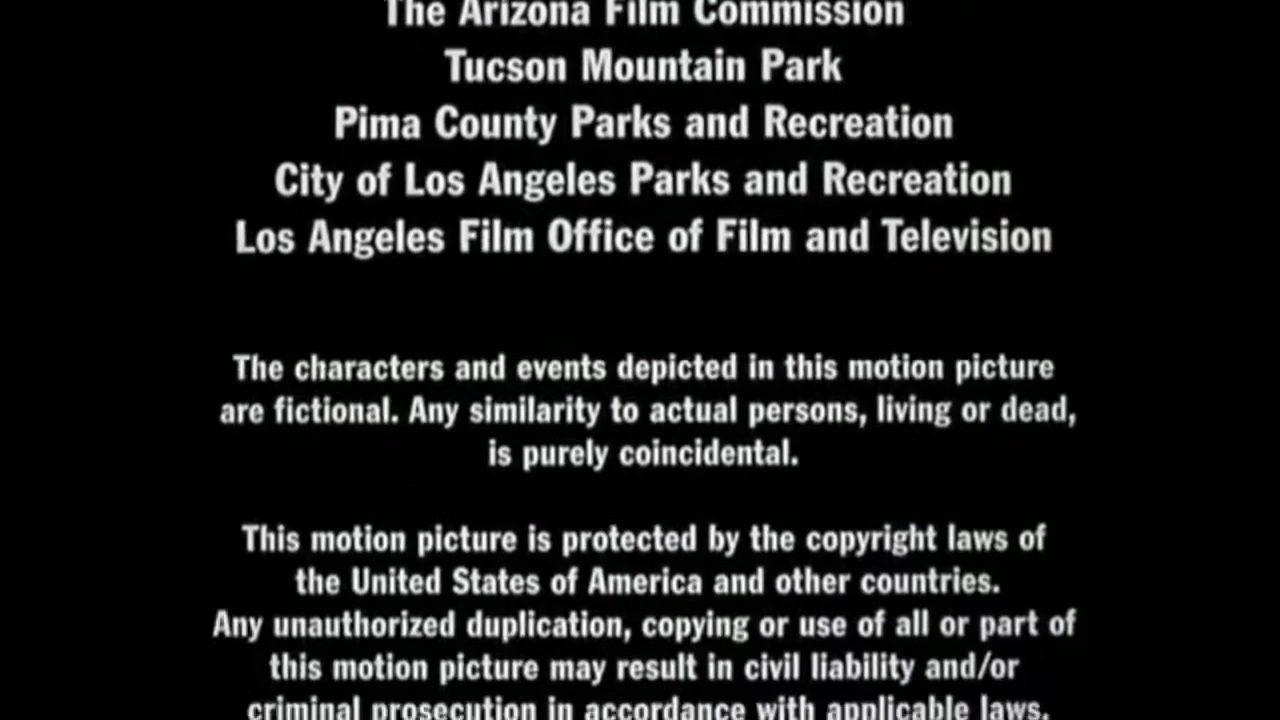 The Arizona Film Commission
Tucson Mountain Park
Pima County Parks and Recreation
City of Los Angeles Parks and Recreation
Los Angeles Film Office of Film and Television
The characters and events depicted in this motion picture
are fictional. Any similarity to actual persons, living or dead,
is purely coincidental.
This motion picture is protected by the copyright laws of
the United States of America and other countries.
Any unauthorized duplication, copying or use of all or part of
this motion picture may result in civil liability and/or
criminal prosecution in accordance with applicable laws.